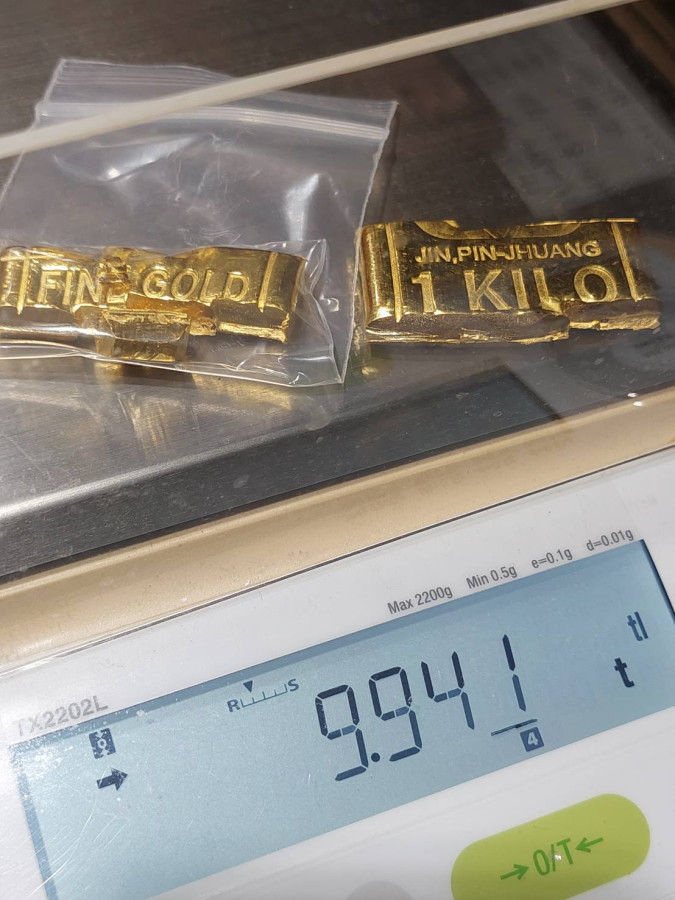 FINE GOLD
JIN,PIN-JHUANG
1 KILO
Max 2200g Min 0.5g e=0.1g d=0.01g
TX2202L
R S
9.941
4
tl
t
→O/T←